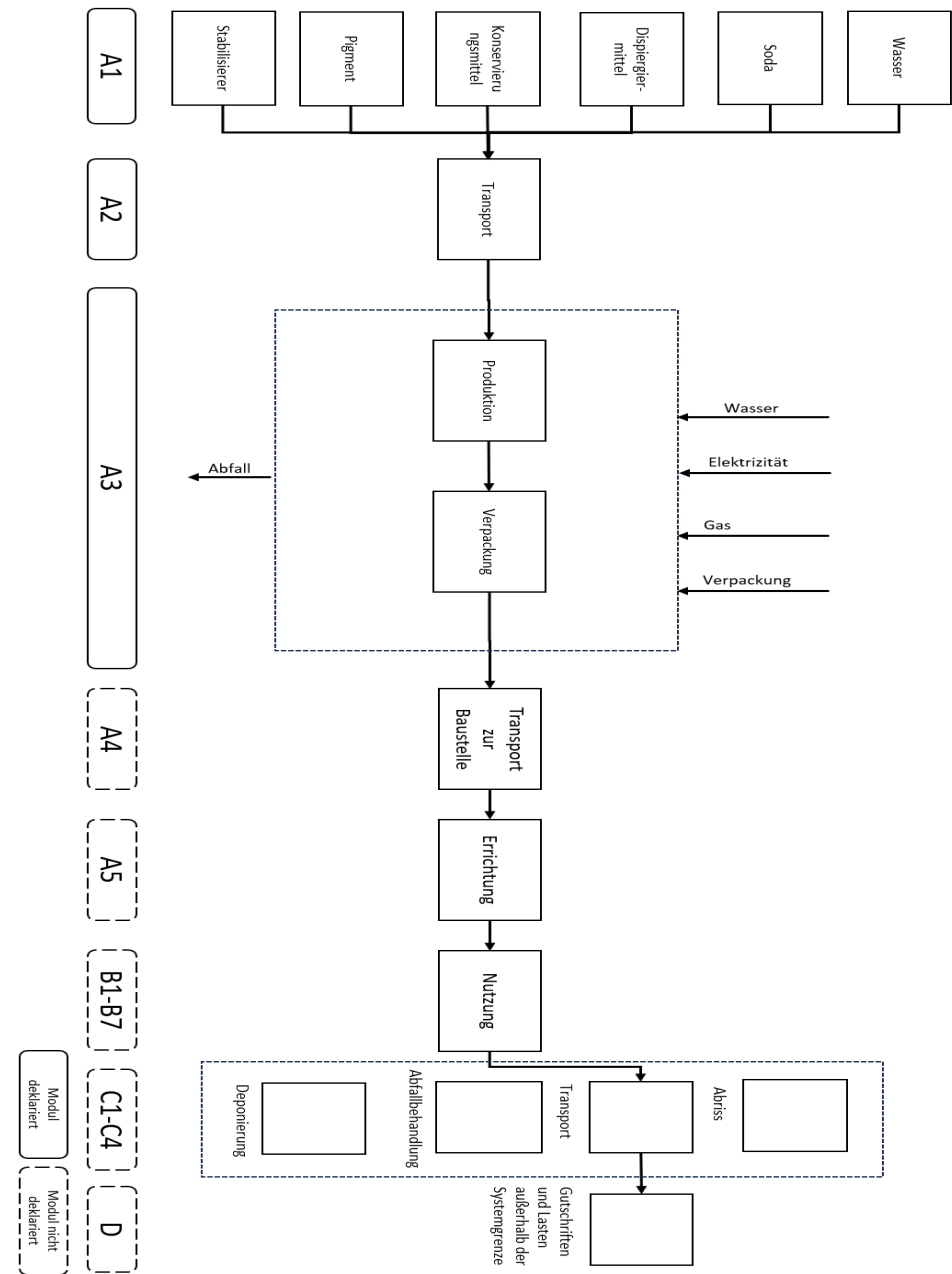 A1
Stabilisierer
Pigment
Konservieru
ngsmittel
Dispiergier-
mittel
Soda
Wasser
A2
Transport
A3
Produktion
Verpackung
Wasser
Elektrizität
Gas
Verpackung
Abfall
A4
Transport
zur
Baustelle
A5
Errichtung
B1-B7
Nutzung
C1-C4
Deponierung
Abfallbehandlung
Transport
Abriss
D
Gutschriften
und Lasten
außerhalb der
Systemgrenze
Modul
deklariert
Modul nicht
deklariert